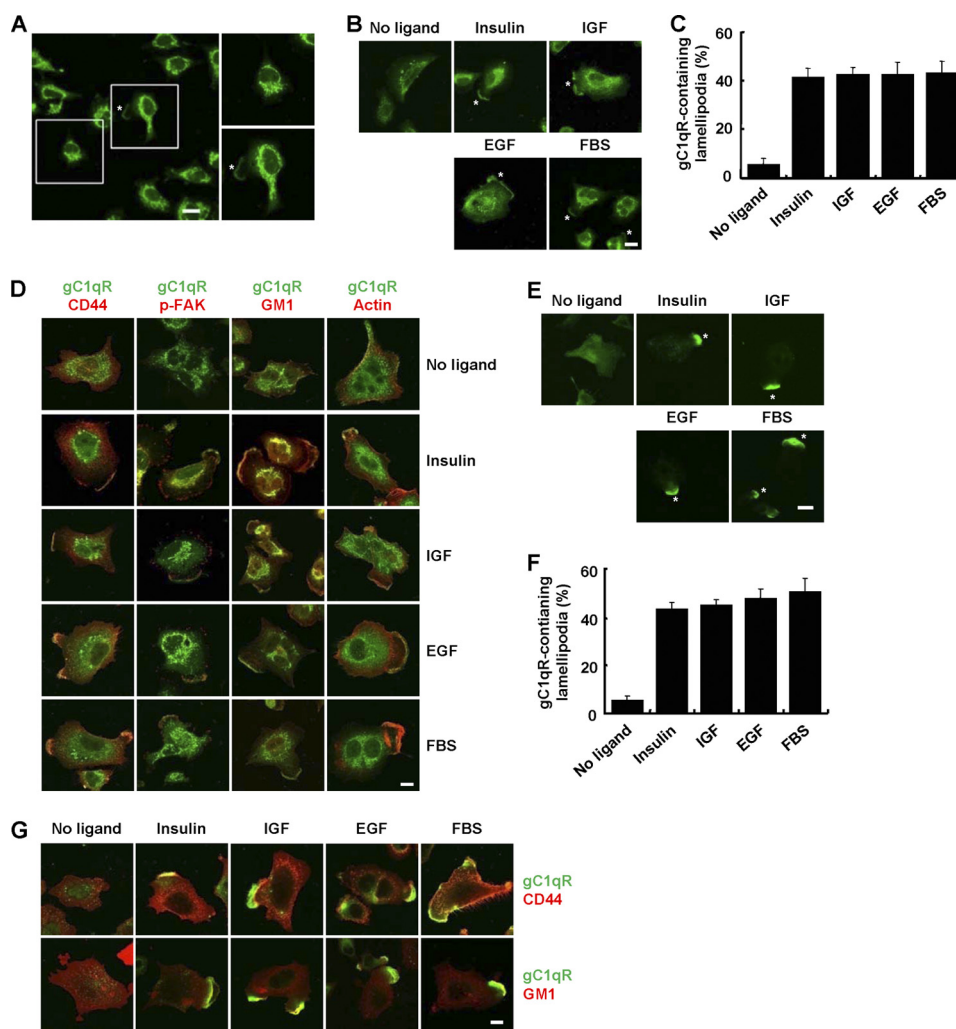 A
*
*
B
No ligand Insulin IGF
* * *
EGF FBS
* * *
C
gC1qR-containing
lamellipodia (%)
60
40
20
0
No ligand Insulin IGF EGF FBS
D
gC1qR gC1qR gC1qR gC1qR
CD44 p-FAK GM1 Actin
No ligand
Insulin
IGF
EGF
FBS
E
No ligand Insulin IGF
* *
EGF FBS
* * *
F
gC1qR-contianing
lamellipodia (%)
60
40
20
0
No ligand Insulin IGF EGF FBS
G
No ligand Insulin IGF EGF FBS
gC1qR
CD44
gC1qR
GM1